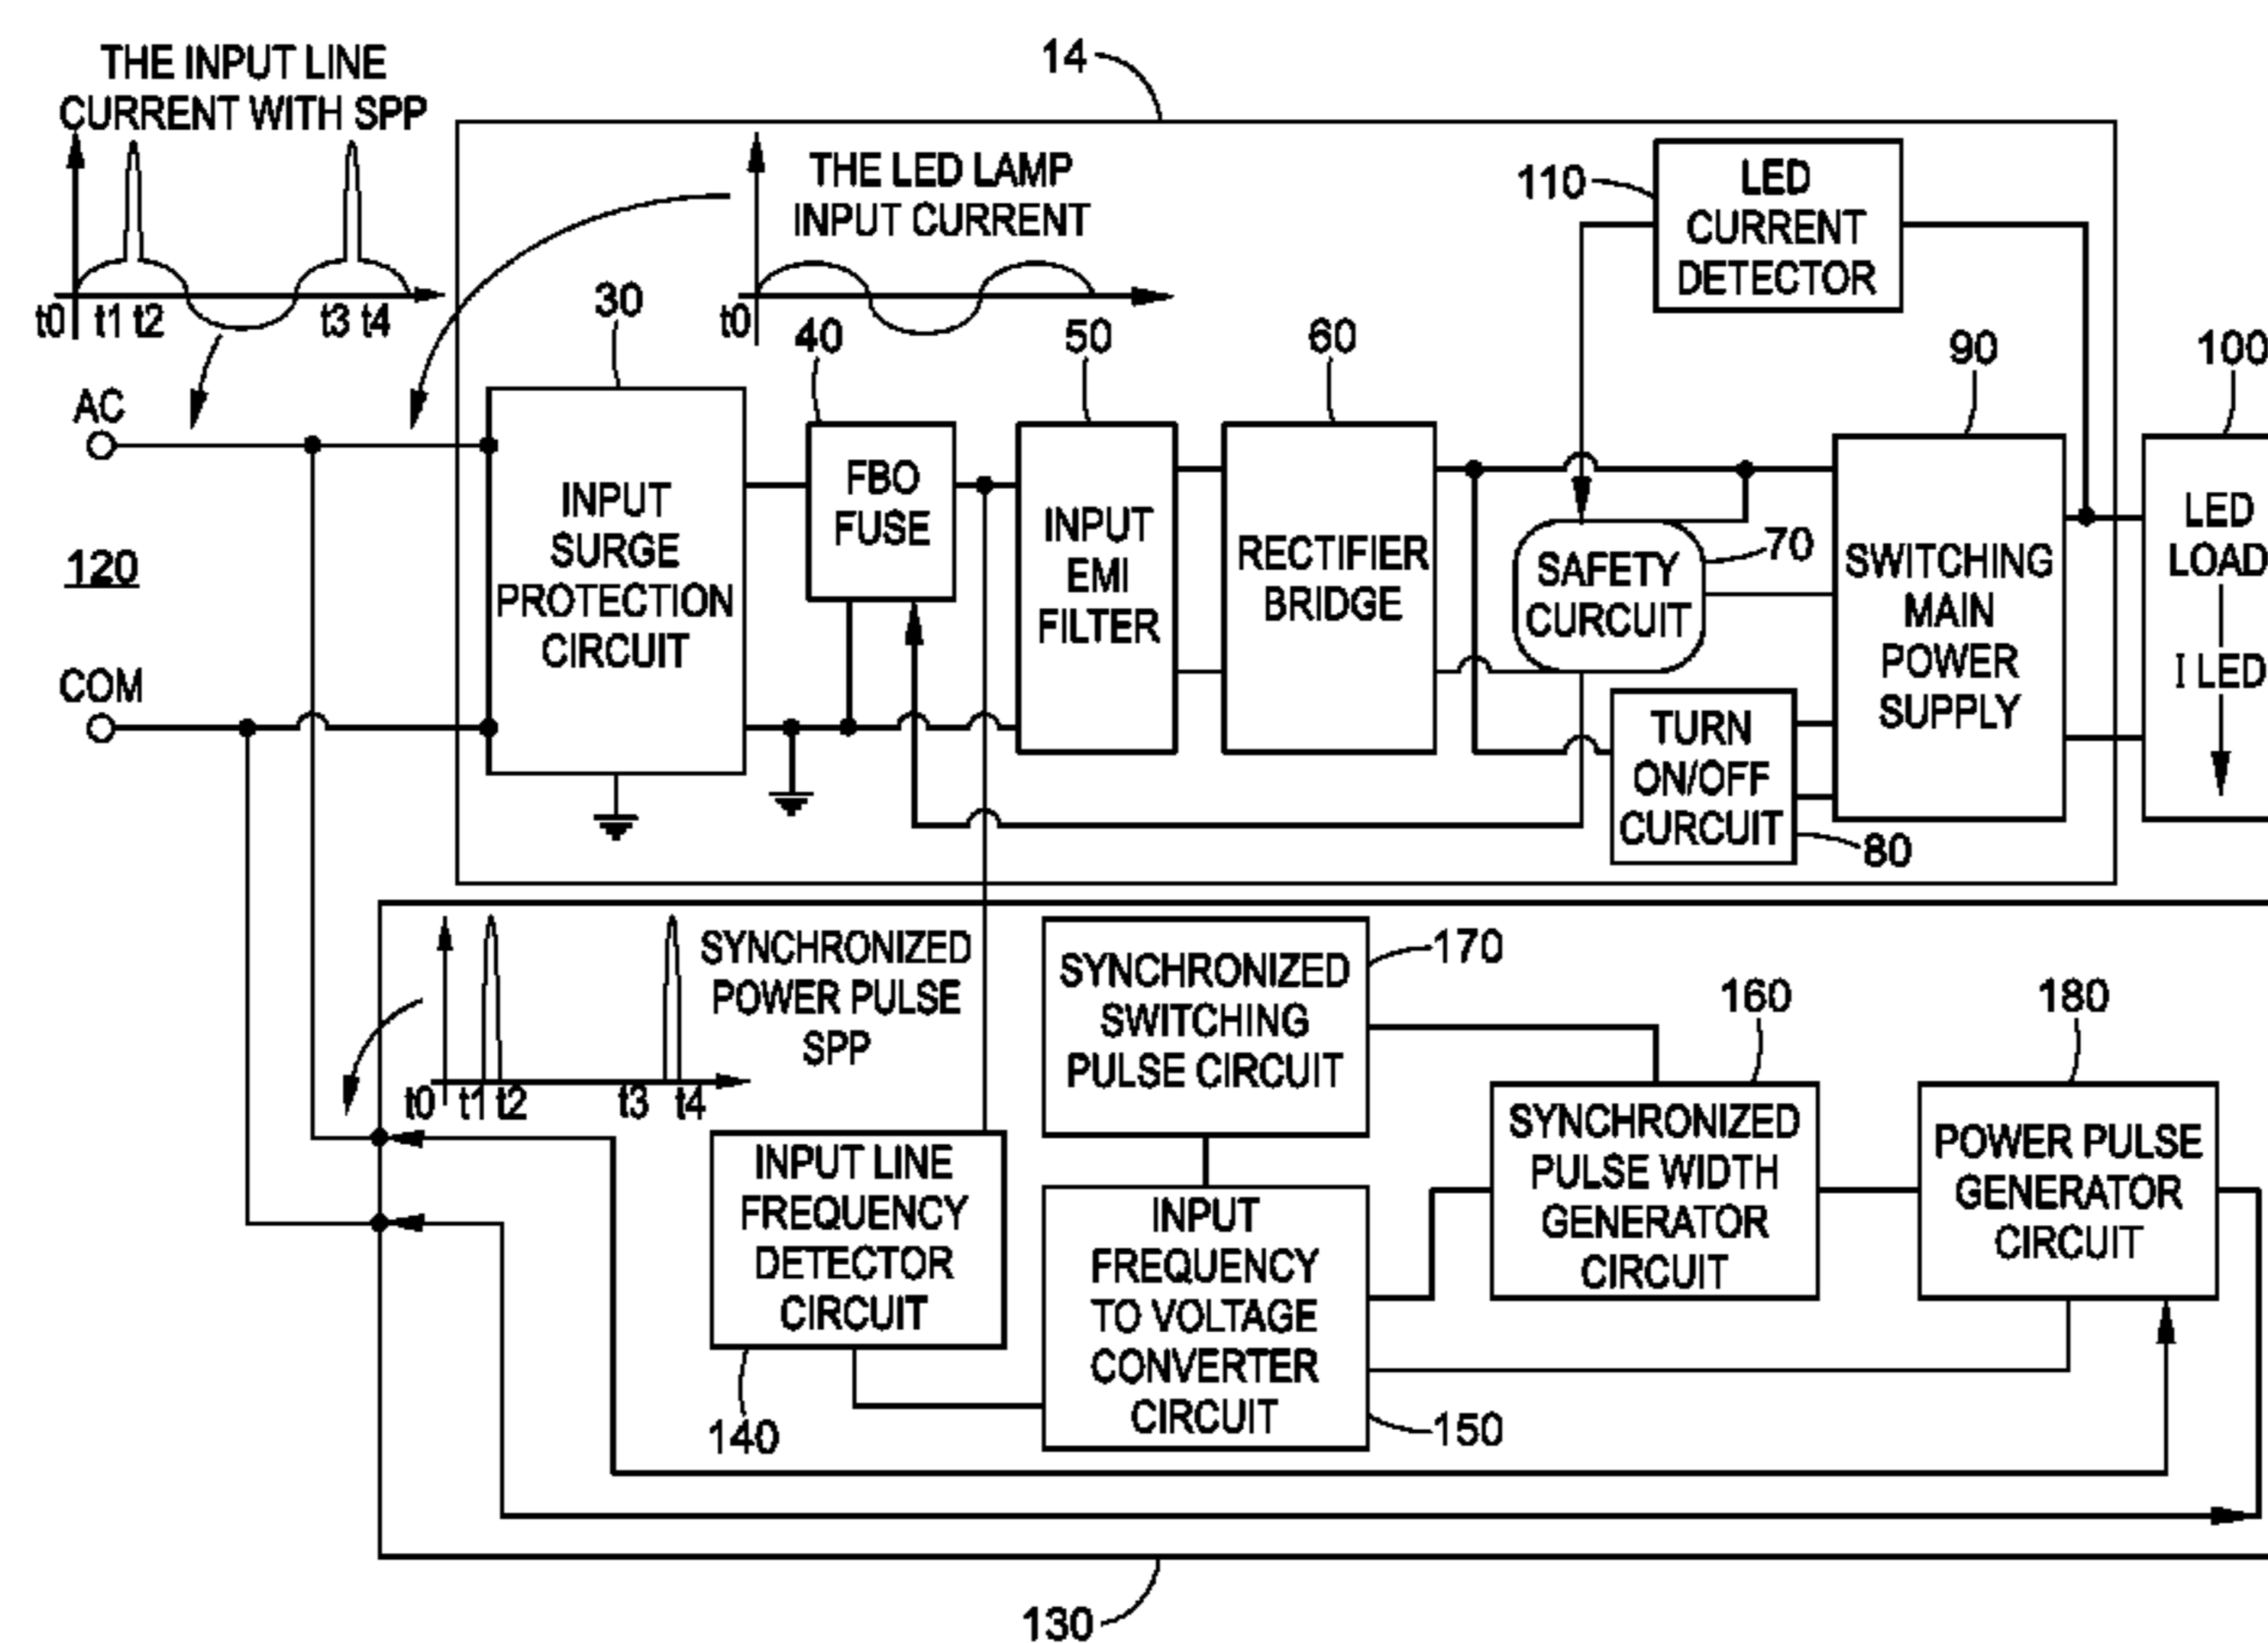 THE INPUT LINE
CURRENT WITH SPP
t0 t1 t2 t3 t4
14
THE LED LAMP
INPUT CURRENT
t0
110
LED
CURRENT
DETECTOR
30
40
50
60
90
100
AC
120
COM
INPUT
SURGE
PROTECTION
CIRCUIT
FBO
FUSE
INPUT
EMI
FILTER
RECTIFIER
BRIDGE
SAFETY
CURCUIT
70
SWITCHING
MAIN
POWER
SUPPLY
LED
LOAD
I LED
TURN
ON/OFF
CURCUIT
80
SYNCHRONIZED
POWER PULSE
SPP
t0 t1 t2 t3 t4
SYNCHRONIZED
SWITCHING
PULSE CIRCUIT
170
160
180
INPUT LINE
FREQUENCY
DETECTOR
CIRCUIT
140
INPUT
FREQUENCY
TO VOLTAGE
CONVERTER
CIRCUIT
150
SYNCHRONIZED
PULSE WIDTH
GENERATOR
CIRCUIT
POWER PULSE
GENERATOR
CIRCUIT
130